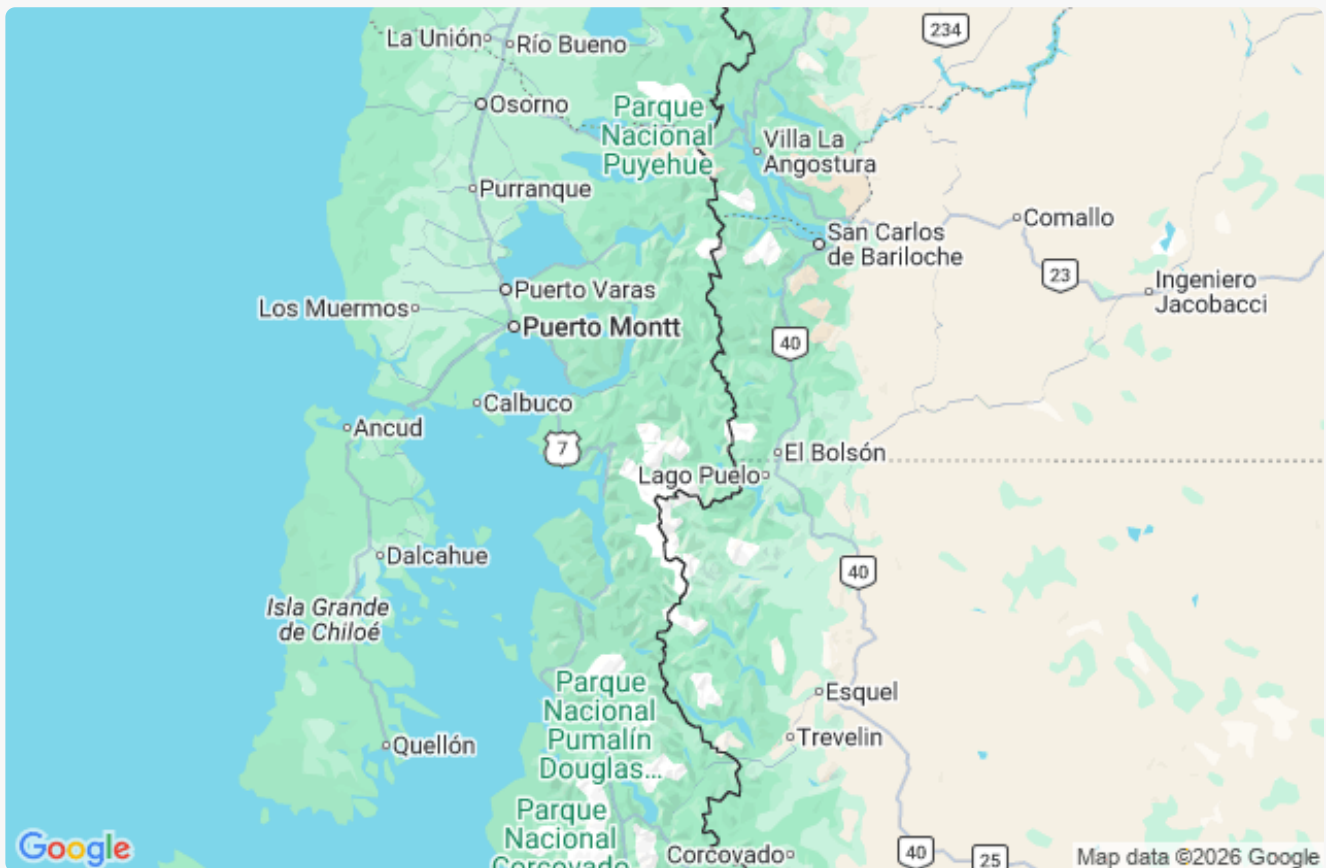 La Unión
Río Bueno
234
Osorno
Parque
Nacional
Puyehue
Villa La
Angostura
Purranque
Comallo
San Carlos
de Bariloche
23
Ingeniero
Jacobacci
Puerto Varas
Los Muermos
Puerto Montt
40
Calbuco
Ancud
7
El Bolsón
Lago Puelo
Dalcahue
40
Isla Grande
de Chiloé
Esquel
Parque
Nacional
Pumalín
Douglas...
Trevelin
Quellón
Parque
Nacional
Corcovado
Corcovado
40
25
Google
Map data ©2026 Google